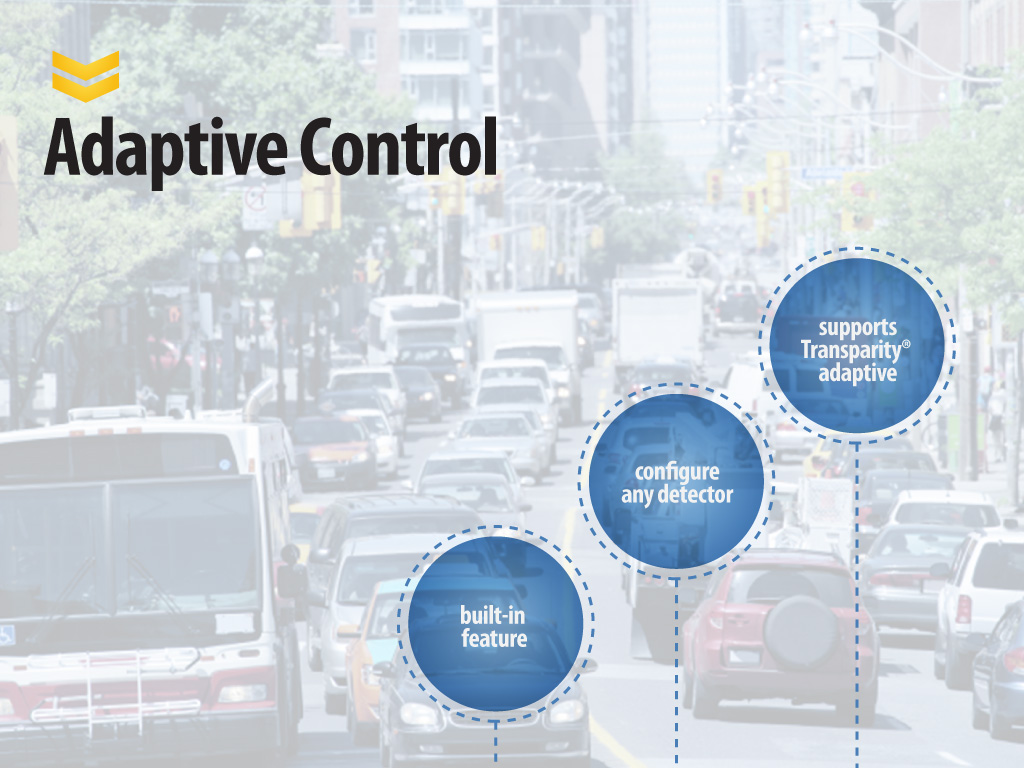 Adaptive Control
supports
Transparity®
adaptive
configure
any detector
built-in
feature